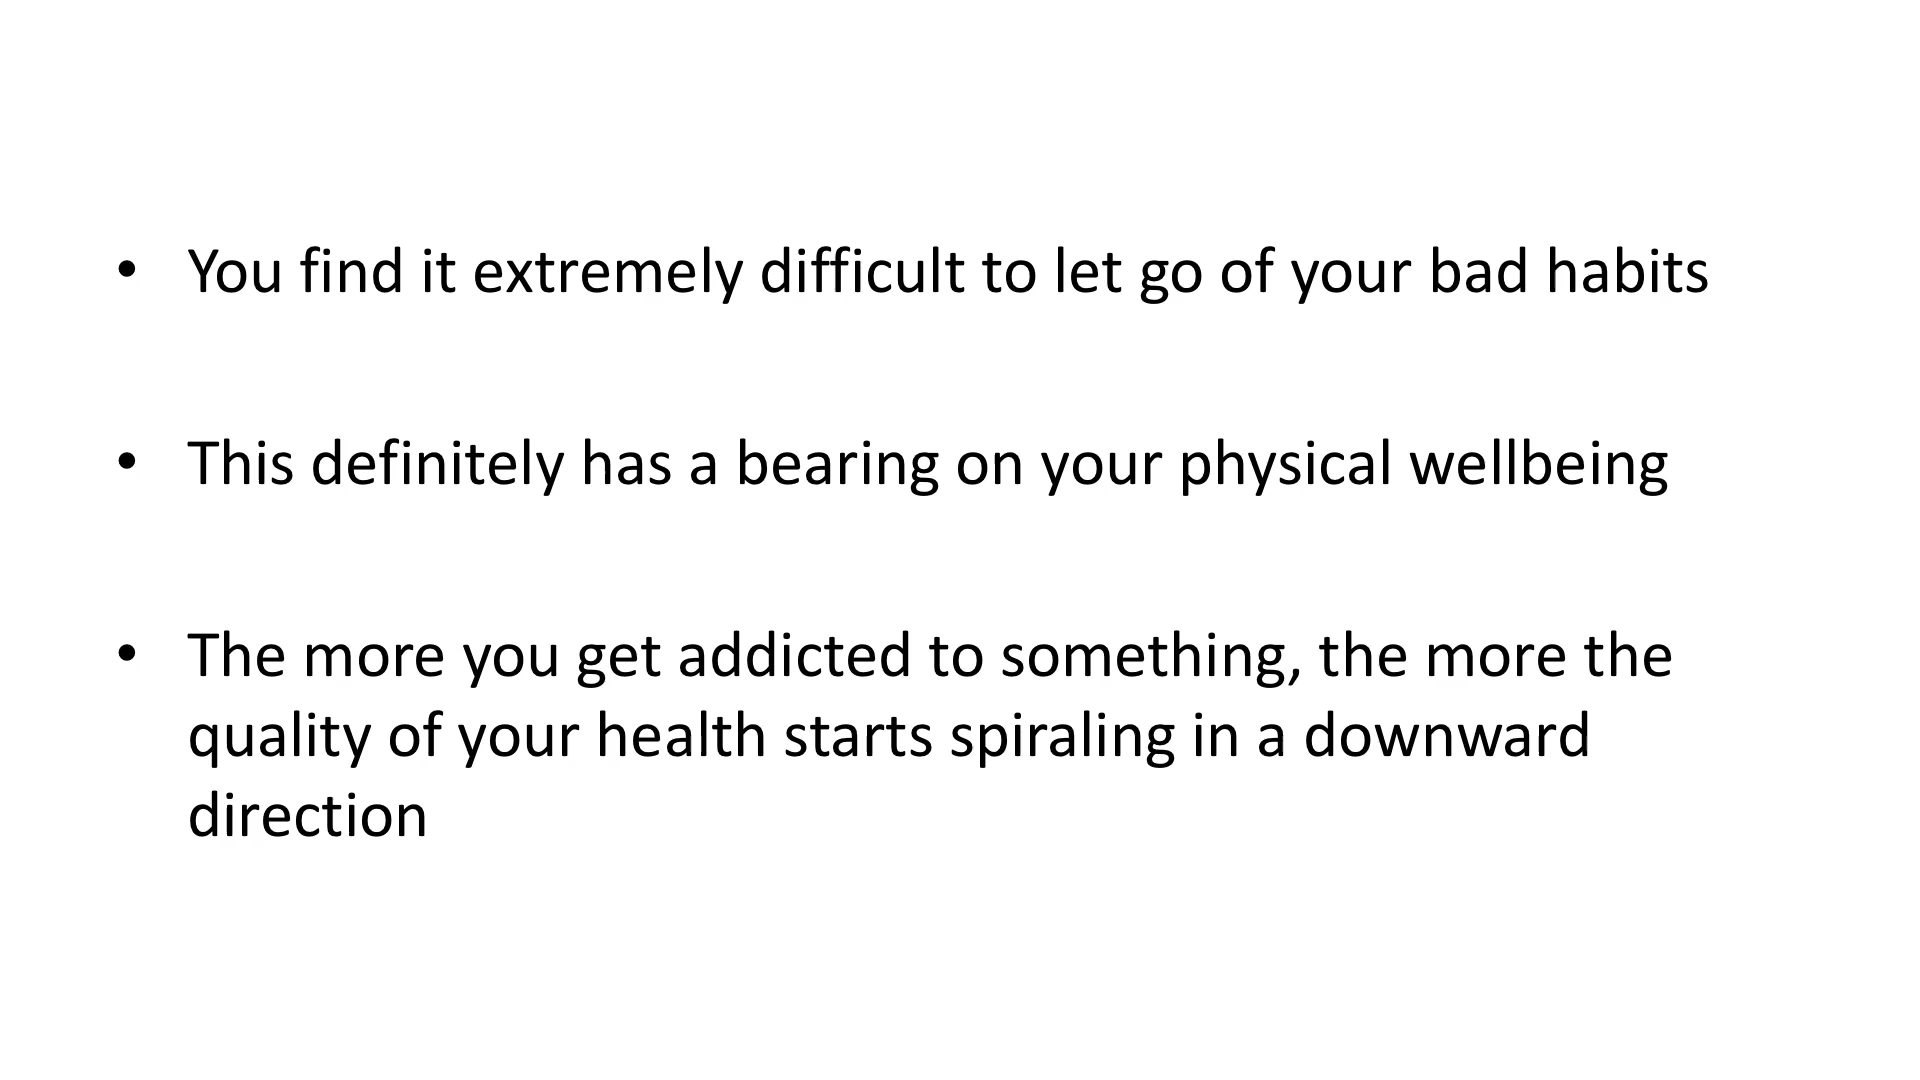 • You find it extremely difficult to let go of your bad habits
• This definitely has a bearing on your physical wellbeing
• The more you get addicted to something, the more the
quality of your health starts spiraling in a downward
direction